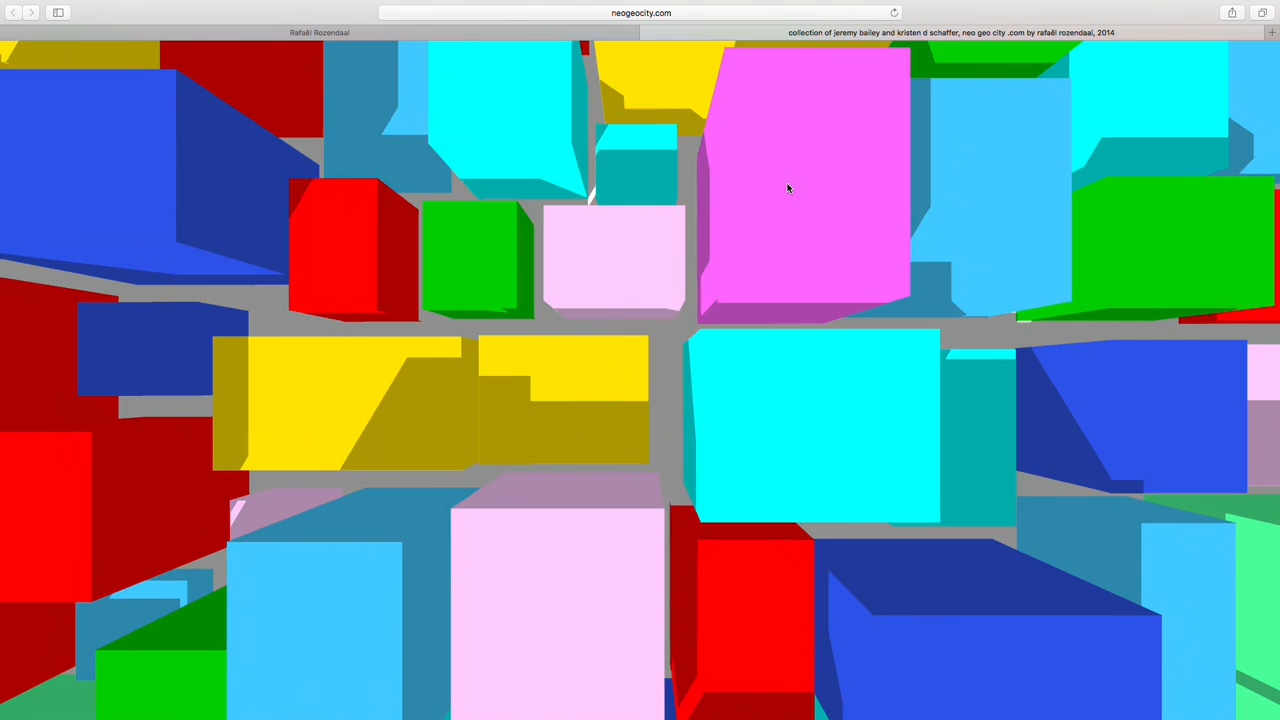 neogeocity.com
Rafaël Rozendaal
collection of jeremy bailey and kristen d schaffer, neo geo city .com by rafaël rozendaal, 2014